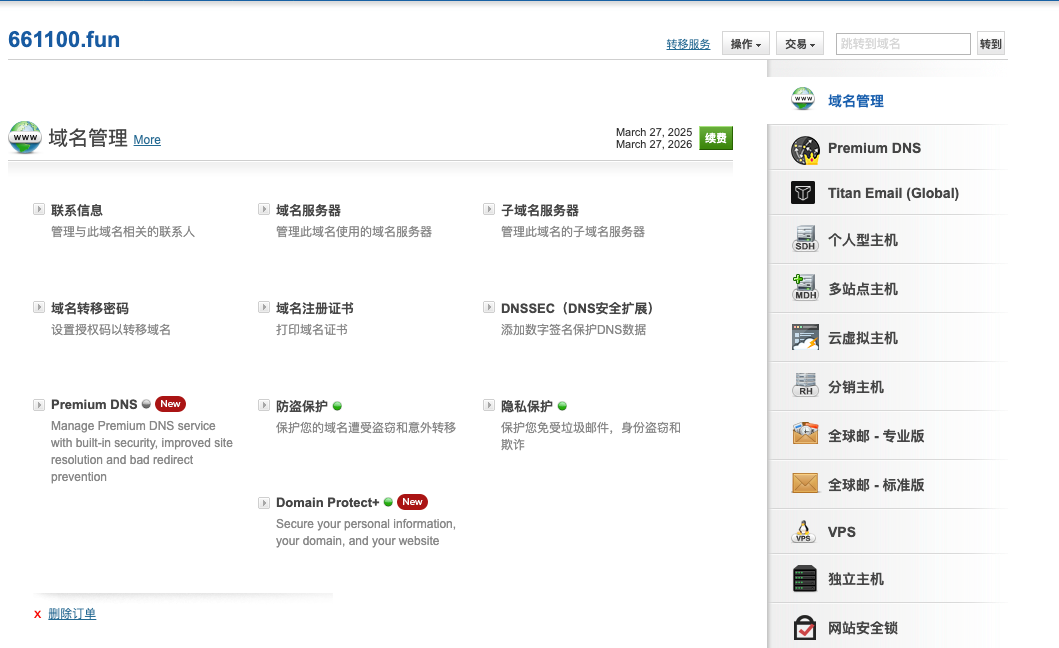 661100.fun
转移服务 操作 交易 跳转到域名 转到
域名管理 More
March 27, 2025
March 27, 2026
续费
联系信息
管理与此域名相关的联系人
域名服务器
管理此域名使用的域名服务器
子域名服务器
管理此域名的子域名服务器
域名转移密码
设置授权码以转移域名
域名注册证书
打印域名证书
DNSSEC（DNS安全扩展）
添加数字签名保护DNS数据
Premium DNS New
Manage Premium DNS service
with built-in security, improved site
resolution and bad redirect
prevention
防盗保护
保护您的域名遭受盗窃和意外转移
隐私保护
保护您免受垃圾邮件，身份盗窃和
欺诈
Domain Protect+ New
Secure your personal information,
your domain, and your website
x 删除订单
www 域名管理
Premium DNS
Titan Email (Global)
SDH 个人型主机
MDH 多站点主机
云虚拟主机
RH 分销主机
全球邮 - 专业版
全球邮 - 标准版
VPS VPS
独立主机
网站安全锁